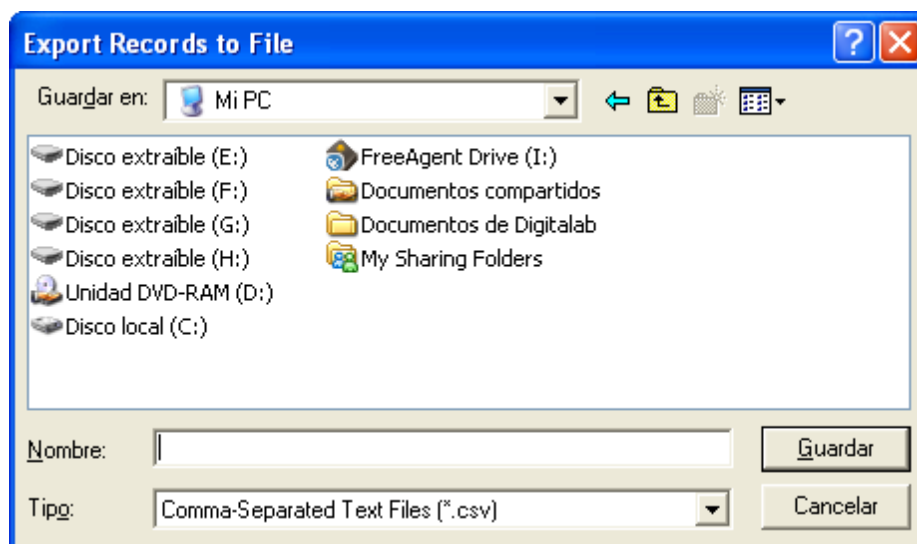 Export Records to File
Guardar en: Mi PC
Disco extraíble (E:)
Disco extraíble (F:)
Disco extraíble (G:)
Disco extraíble (H:)
Unidad DVD-RAM (D:)
Disco local (C:)
FreeAgent Drive (I:)
Documentos compartidos
Documentos de Digitalab
My Sharing Folders
Nombre:
Guardar
Tipo: Comma-Separated Text Files (*.csv)
Cancelar